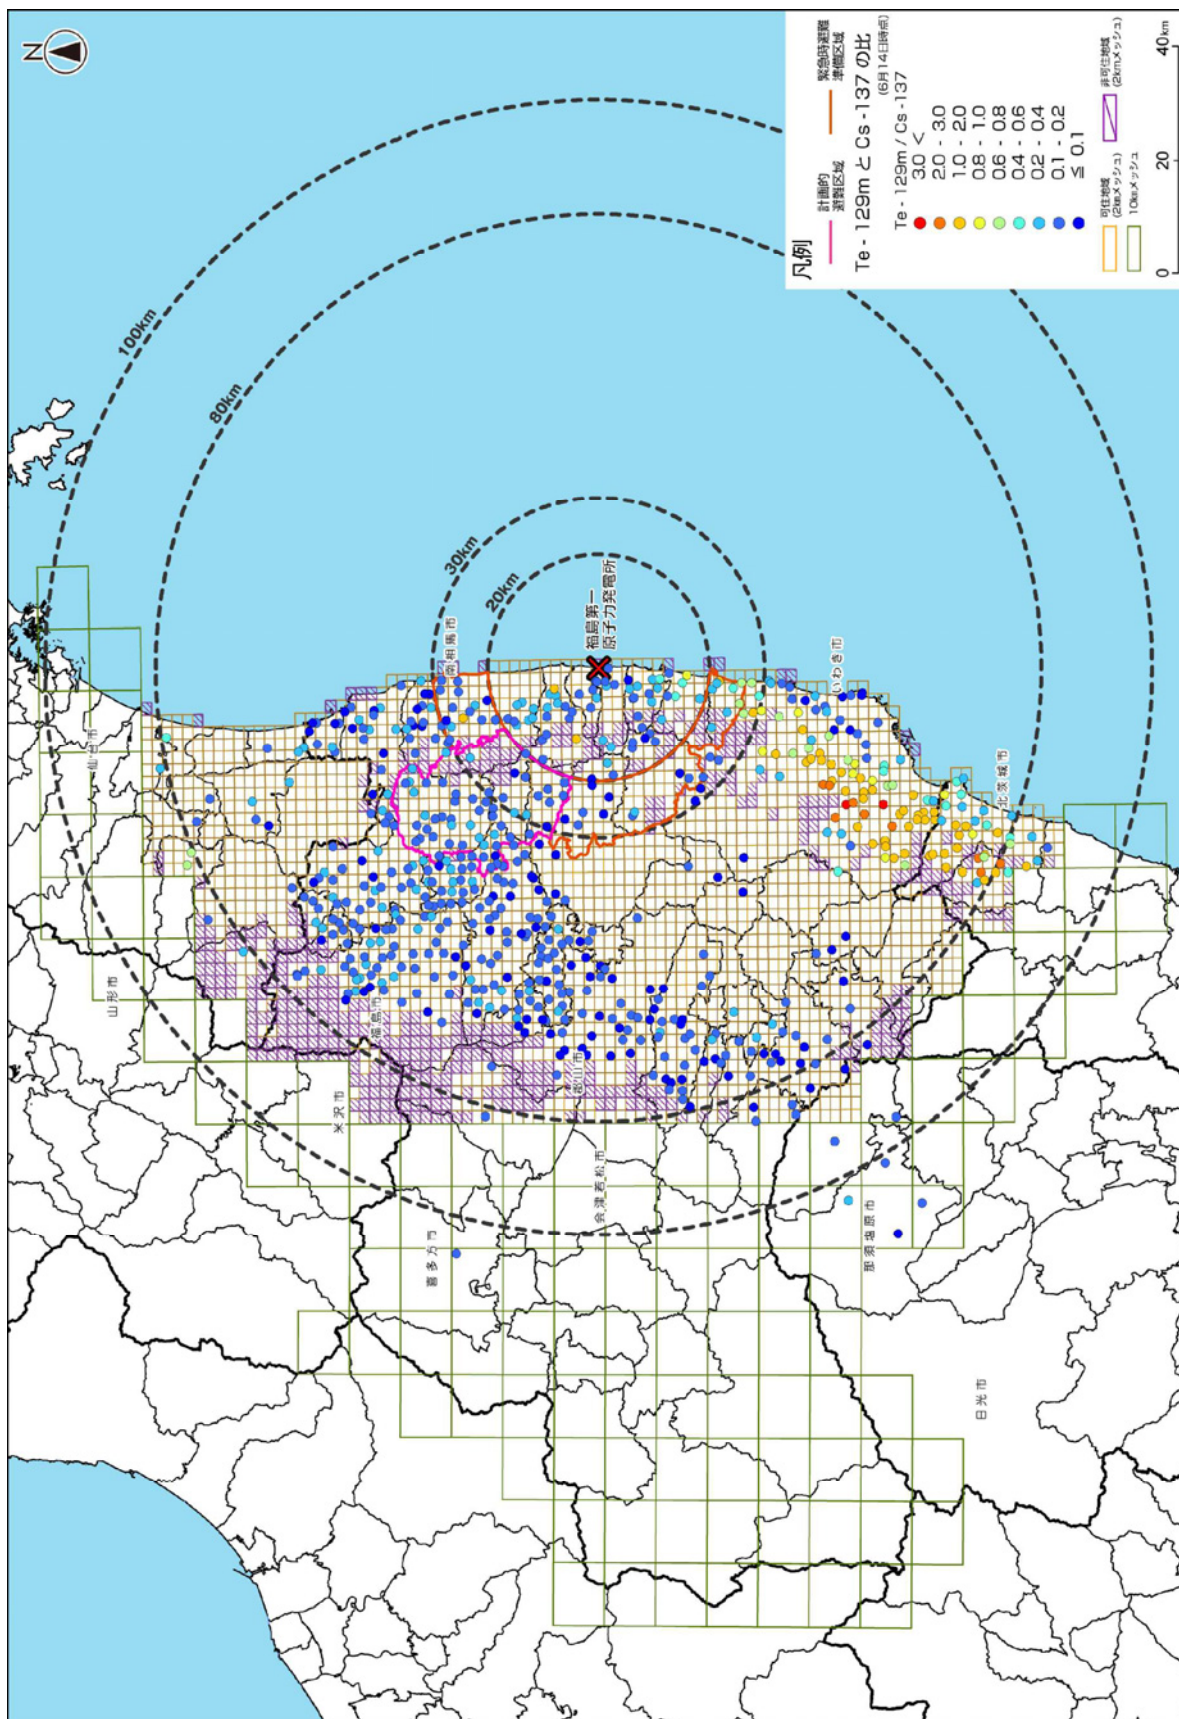 N
100km
80km
30km
20km
福島第一
原子力発電所
仙台市
山形市
南相馬市
福島市
米沢市
郡山市
会津若松市
喜多方市
いわき市
北茨城市
那須塩原市
日光市
凡例
計画的
避難区域
緊急時避難
準備区域
Te - 129m と Cs - 137 の比
(6月14日時点)
Te - 129m / Cs - 137
3.0 <
2.0 - 3.0
1.0 - 2.0
0.8 - 1.0
0.6 - 0.8
0.4 - 0.6
0.2 - 0.4
0.1 - 0.2
≦ 0.1
可住地域
(2kmメッシュ)
非可住地域
(2kmメッシュ)
10kmメッシュ
0 20 40km